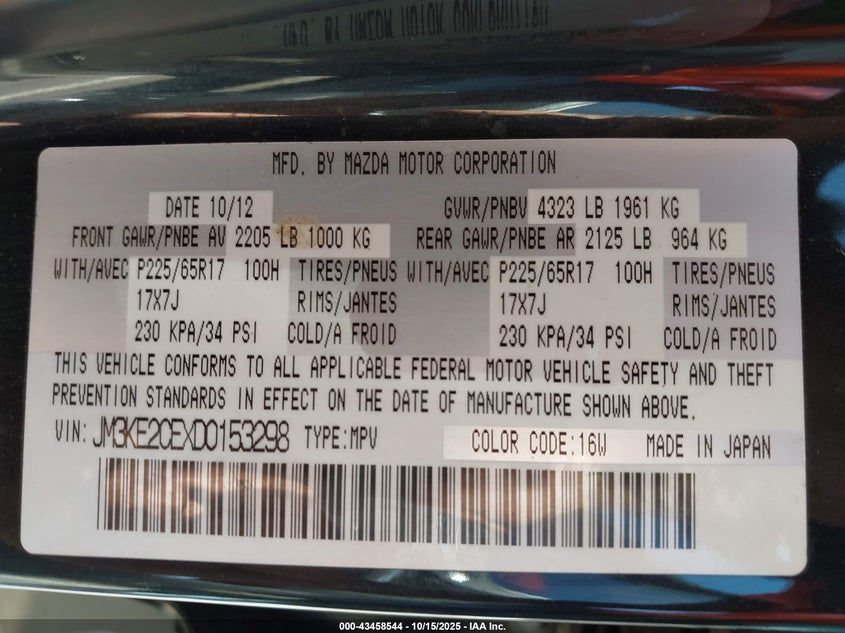 MFD. BY MAZDA MOTOR CORPORATION
DATE 10/12 GVWR/PNBV 4323 LB 1961 KG
FRONT GAWR/PNBE AV 2205 LB 1000 KG REAR GAWR/PNBE AR 2125 LB 964 KG
WITH/AVEC P225/65R17 100H TIRES/PNEUS WITH/AVEC P225/65R17 100H TIRES/PNEUS
17X7J RIMS/JANTES 17X7J RIMS/JANTES
230 KPA/34 PSI COLD/A FROID 230 KPA/34 PSI COLD/A FROID
THIS VEHICLE CONFORMS TO ALL APPLICABLE FEDERAL MOTOR VEHICLE SAFETY AND THEFT
PREVENTION STANDARDS IN EFFECT ON THE DATE OF MANUFACTURE SHOWN ABOVE.
VIN: JM3KE2CEXD0153298 TYPE:MPV COLOR CODE:16W MADE IN JAPAN
000-43458544 - 10/15/2025 - IAA Inc.